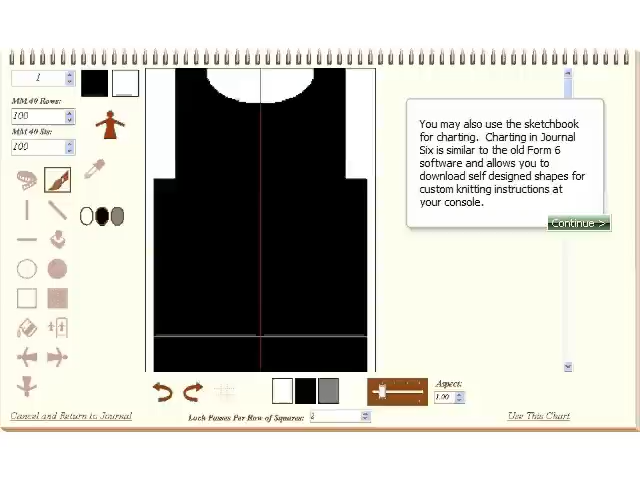 1
MM/40 Rows:
100
MM/40 Sts:
100
You may also use the sketchbook
for charting. Charting in Journal
Six is similar to the old Form 6
software and allows you to
download self designed shapes for
custom knitting instructions at
your console.
Continue >
Aspect:
1.00
Cancel and Return to Journal
Lock Passes Per Row of Squares:
2
Use This Chart